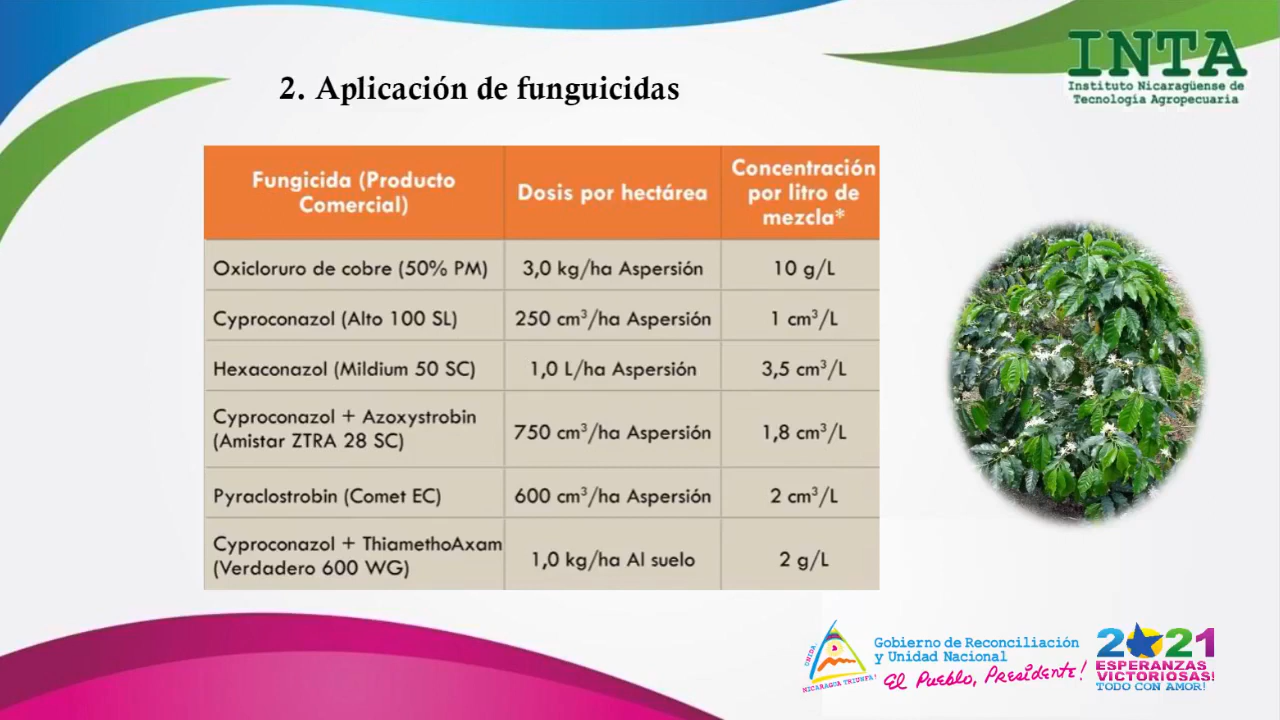 INTA
Instituto Nicaragüense de
Tecnología Agropecuaria
2. Aplicación de funguicidas
Fungicida (Producto
Comercial)
Dosis por hectárea
Concentración
por litro de
mezcla*
Oxicloruro de cobre (50% PM)
3,0 kg/ha Aspersión
10 g/L
Cyproconazol (Alto 100 SL)
250 cm³/ha Aspersión
1 cm³/L
Hexaconazol (Mildium 50 SC)
1,0 L/ha Aspersión
3,5 cm³/L
Cyproconazol + Azoxystrobin
(Amistar ZTRA 28 SC)
750 cm³/ha Aspersión
1,8 cm³/L
Pyraclostrobin (Comet EC)
600 cm³/ha Aspersión
2 cm³/L
Cyproconazol + ThiamethoAxam
(Verdadero 600 WG)
1,0 kg/ha Al suelo
2 g/L
UNIDA
NICARAGUA TRIUNFA!
Gobierno de Reconciliación
y Unidad Nacional
El Pueblo, Presidente!
2021
ESPERANZAS
VICTORIOSAS!
TODO CON AMOR!